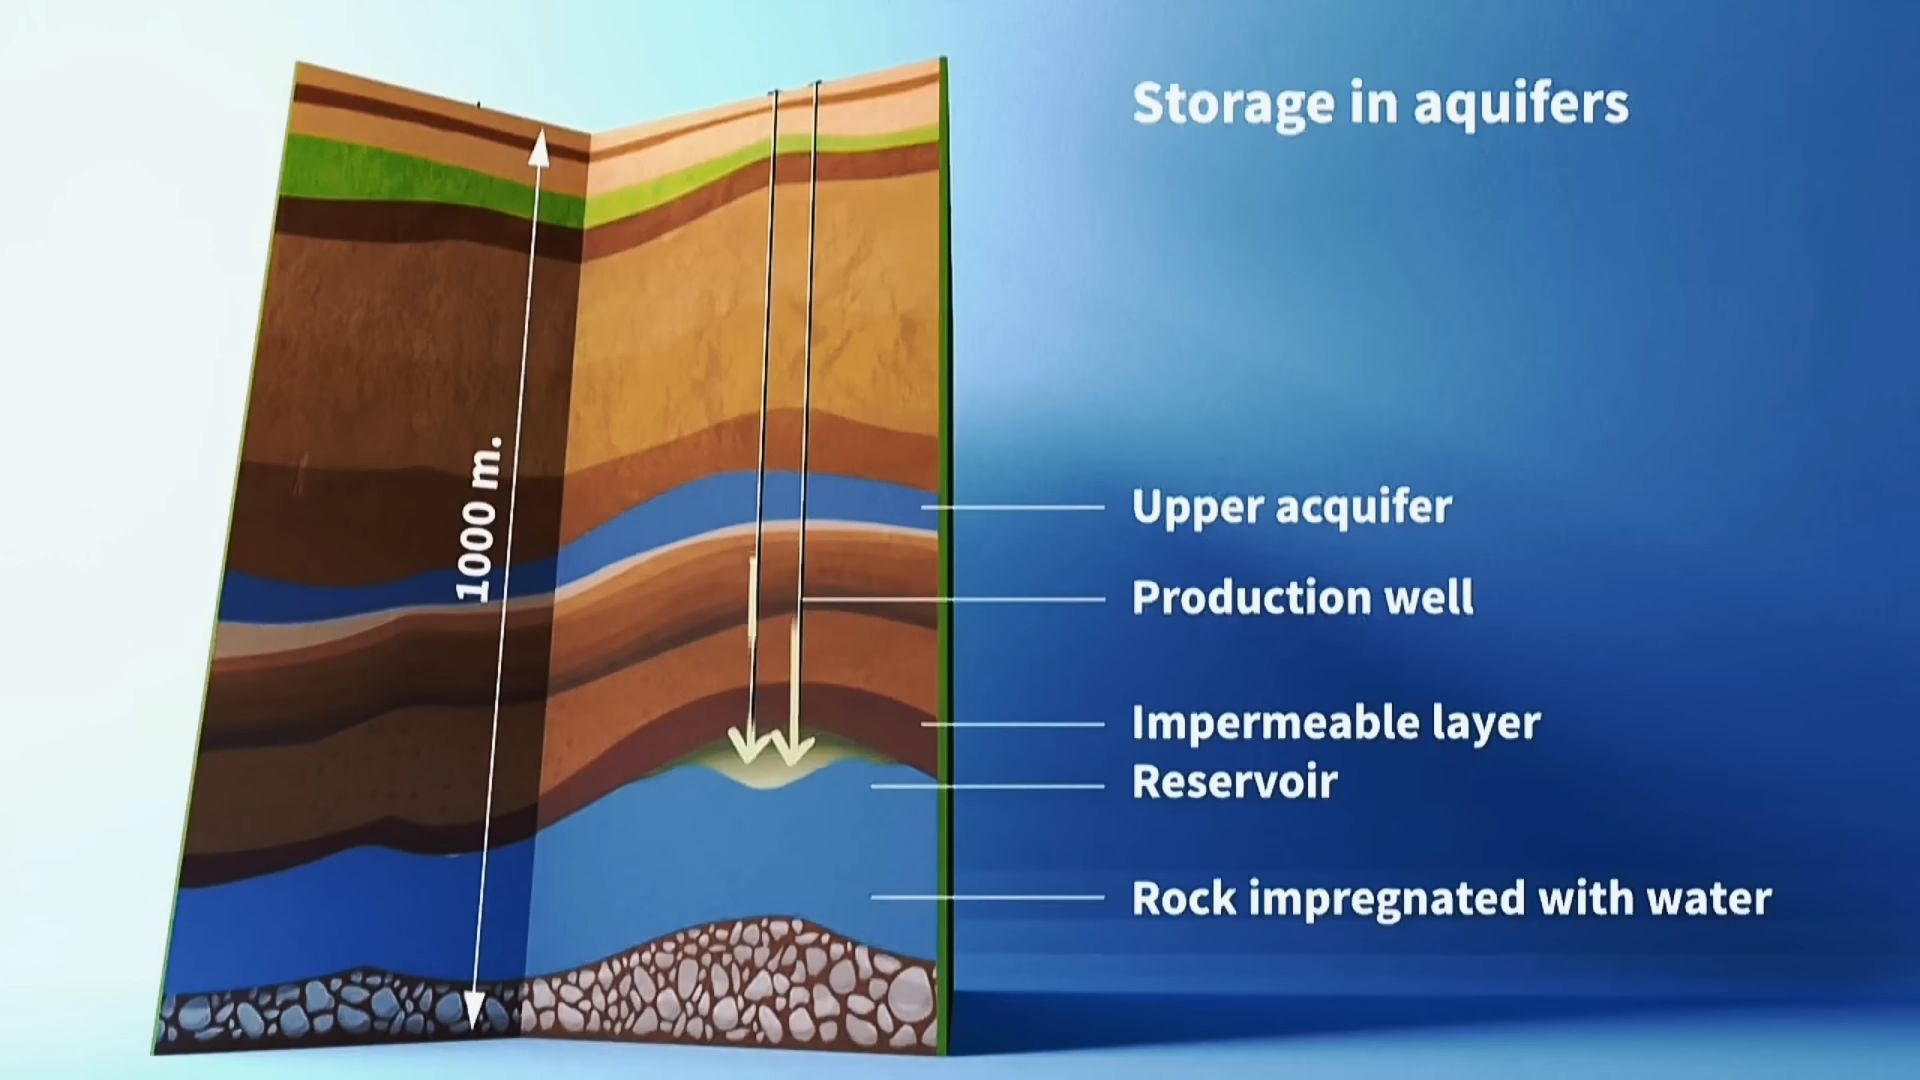 Storage in aquifers
1000 m.
Upper acquifer
Production well
Impermeable layer
Reservoir
Rock impregnated with water